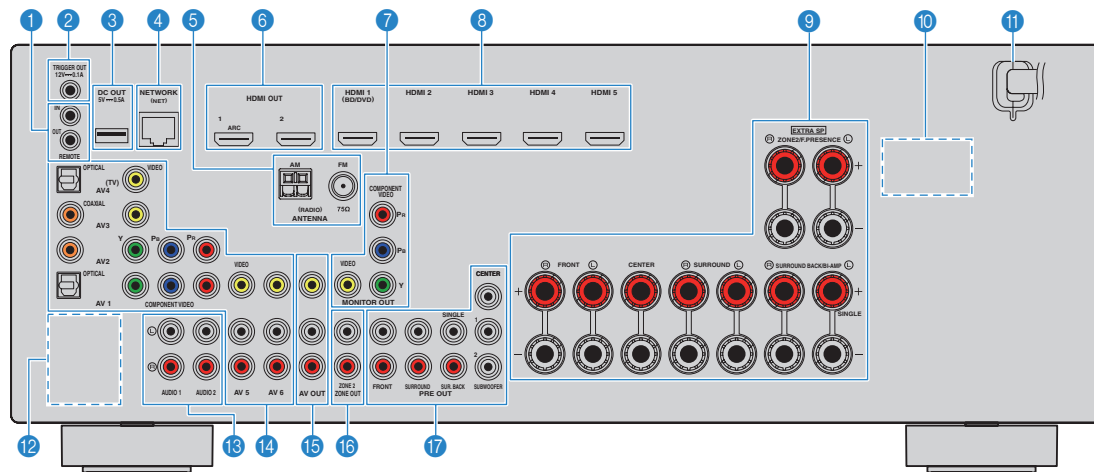 1 2 3 4 5 6 7 8 9 10 11
TRIGGER OUT
12V 0.1A
DC OUT
5V 0.5A
NETWORK
(NET)
HDMI OUT
1
ARC
2
HDMI 1
(BD/DVD)
HDMI 2
HDMI 3
HDMI 4
HDMI 5
IN
OUT
REMOTE
EXTRA SP
R ZONE2/F.PRESENCE L
+
−
OPTICAL
(TV)
AV4
VIDEO
COAXIAL
AV3
AV2
Y
PB
PR
OPTICAL
AV 1
COMPONENT VIDEO
VIDEO
AM
FM
(RADIO)
75Ω
ANTENNA
COMPONENT
VIDEO
PR
PB
VIDEO
Y
MONITOR OUT
CENTER
R FRONT L
CENTER
R SURROUND L
R SURROUND BACK/BI-AMP L
+
+
SINGLE
−
−
L
R
AUDIO 1
AUDIO 2
AV 5
AV 6
AV OUT
ZONE 2
ZONE OUT
SINGLE
1
2
FRONT
SURROUND
SUR. BACK
SUBWOOFER
PRE OUT
12 13 14 15 16 17